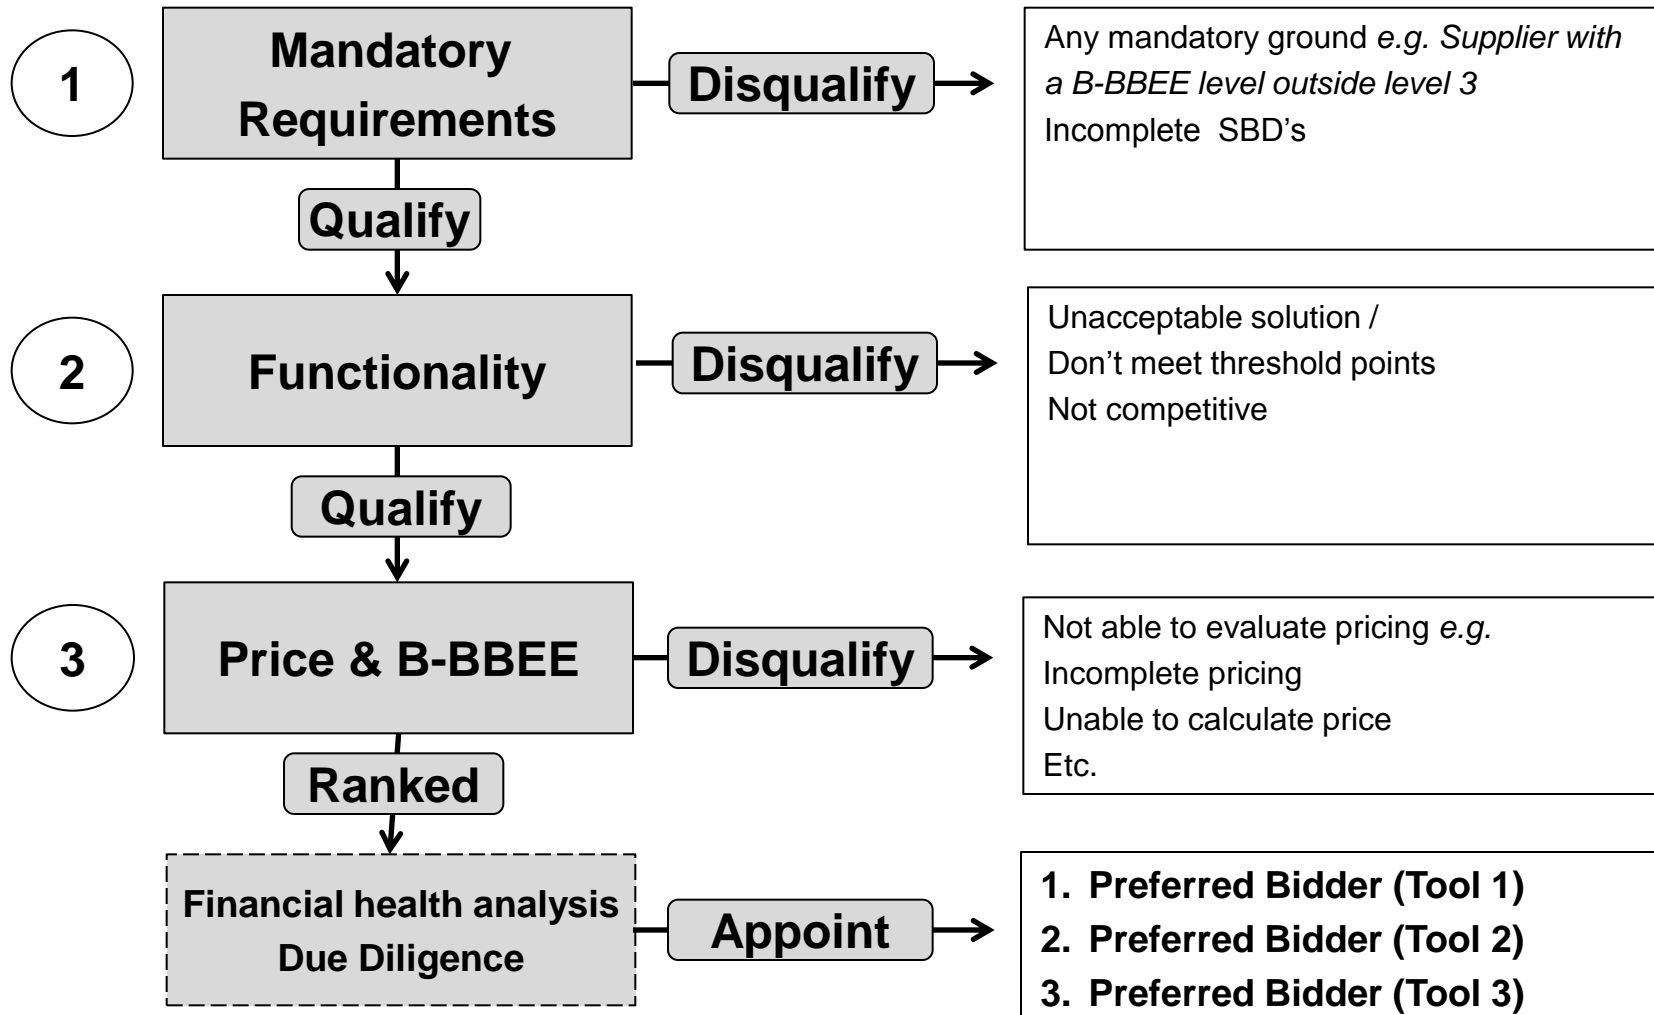 1
Mandatory
Requirements
Disqualify
Any mandatory ground e.g. Supplier with
a B-BBEE level outside level 3
Incomplete  SBD’s
Qualify
2
Functionality
Disqualify
Unacceptable solution /
Don’t meet threshold points
Not competitive
Qualify
3
Price & B-BBEE
Disqualify
Not able to evaluate pricing e.g.
Incomplete pricing
Unable to calculate price
Etc.
Ranked
Financial health analysis
Due Diligence
Appoint
1. Preferred Bidder (Tool 1)
2. Preferred Bidder (Tool 2)
3. Preferred Bidder (Tool 3)